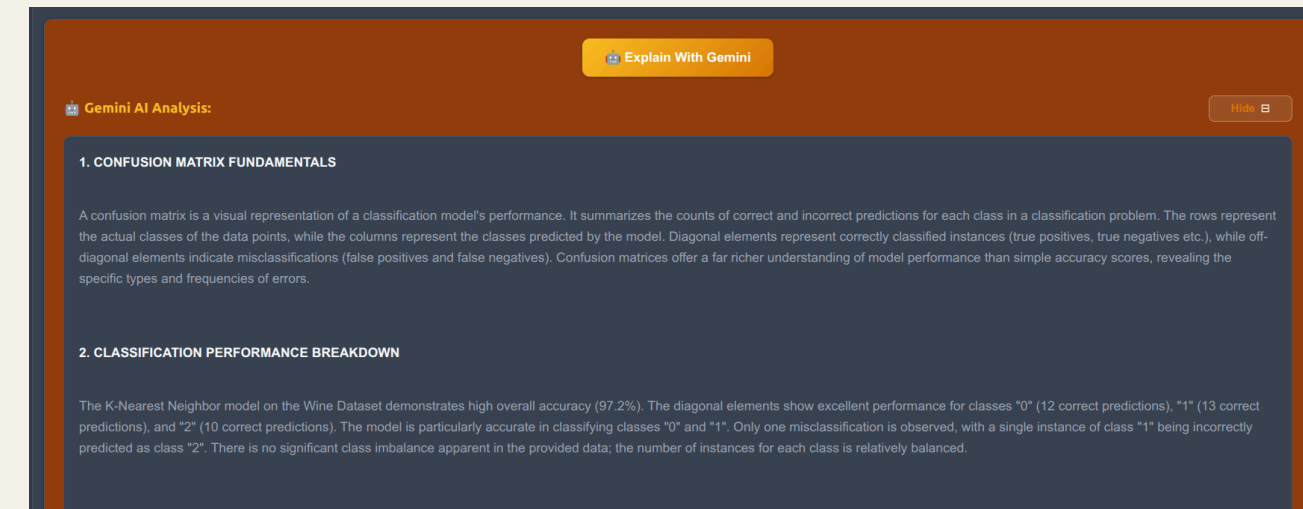 🤖 Explain With Gemini
🤖 Gemini AI Analysis:
Hide ⊟
1. CONFUSION MATRIX FUNDAMENTALS
A confusion matrix is a visual representation of a classification model's performance. It summarizes the counts of correct and incorrect predictions for each class in a classification problem. The rows represent
the actual classes of the data points, while the columns represent the classes predicted by the model. Diagonal elements represent correctly classified instances (true positives, true negatives etc.), while off-
diagonal elements indicate misclassifications (false positives and false negatives). Confusion matrices offer a far richer understanding of model performance than simple accuracy scores, revealing the
specific types and frequencies of errors.
2. CLASSIFICATION PERFORMANCE BREAKDOWN
The K-Nearest Neighbor model on the Wine Dataset demonstrates high overall accuracy (97.2%). The diagonal elements show excellent performance for classes "0" (12 correct predictions), "1" (13 correct
predictions), and "2" (10 correct predictions). The model is particularly accurate in classifying classes "0" and "1". Only one misclassification is observed, with a single instance of class "1" being incorrectly
predicted as class "2". There is no significant class imbalance apparent in the provided data; the number of instances for each class is relatively balanced.